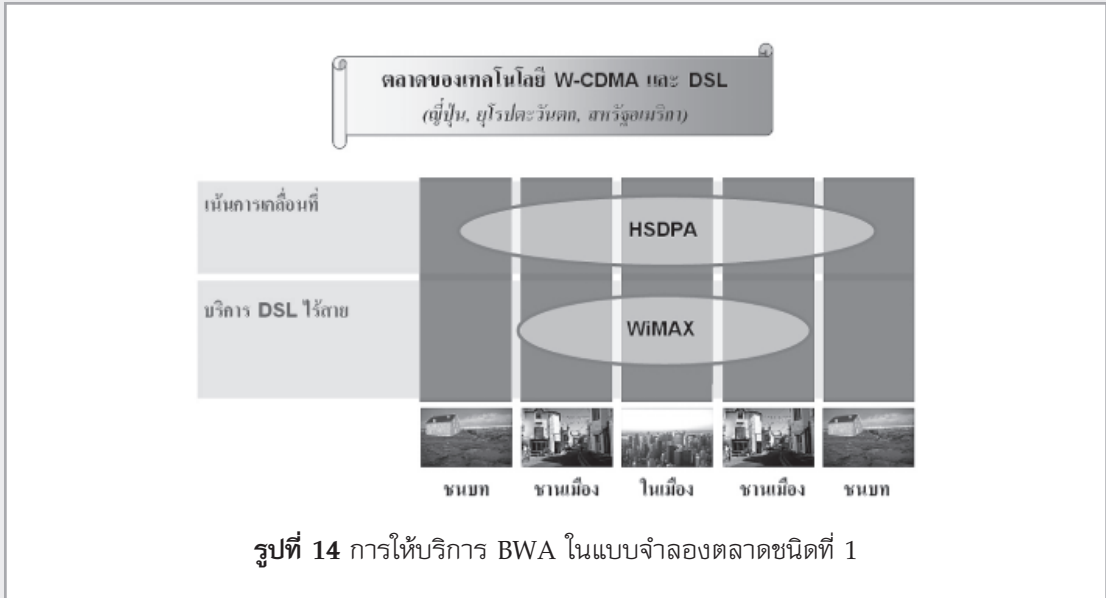 ตลาดของเทคโนโลยี W-CDMA และ DSL
(ญี่ปุ่น, ยุโรปตะวันตก, สหรัฐอเมริกา)
เน้นการเคลื่อนที่
HSDPA
บริการ DSL ไร้สาย
WiMAX
ชนบท ชานเมือง ในเมือง ชานเมือง ชนบท
รูปที่ 14 การให้บริการ BWA ในแบบจำลองตลาดชนิดที่ 1